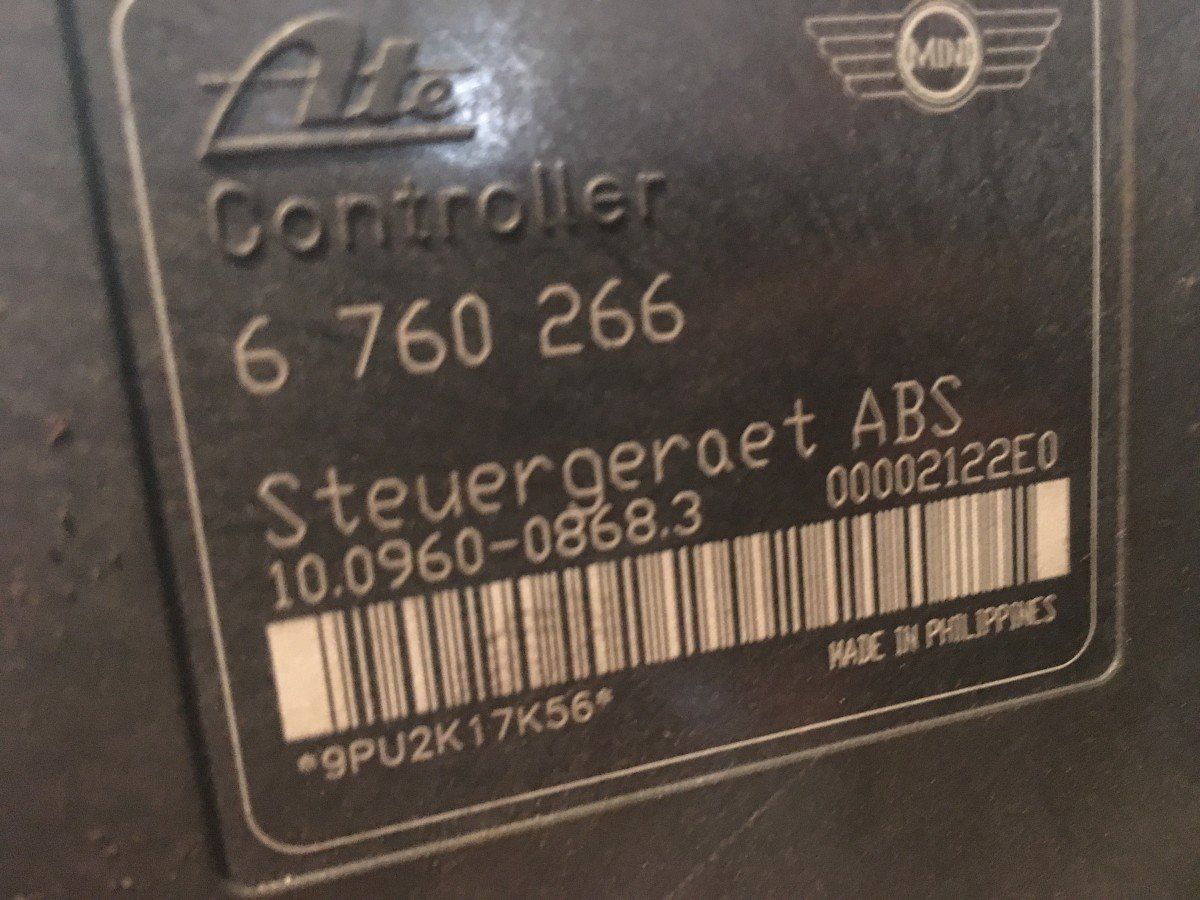 Ate
MINI
Controller
6 760 266
Steuergeraet ABS
10.0960-0868.3 00002122E0
MADE IN PHILIPPINES
*9PU2K17K56*